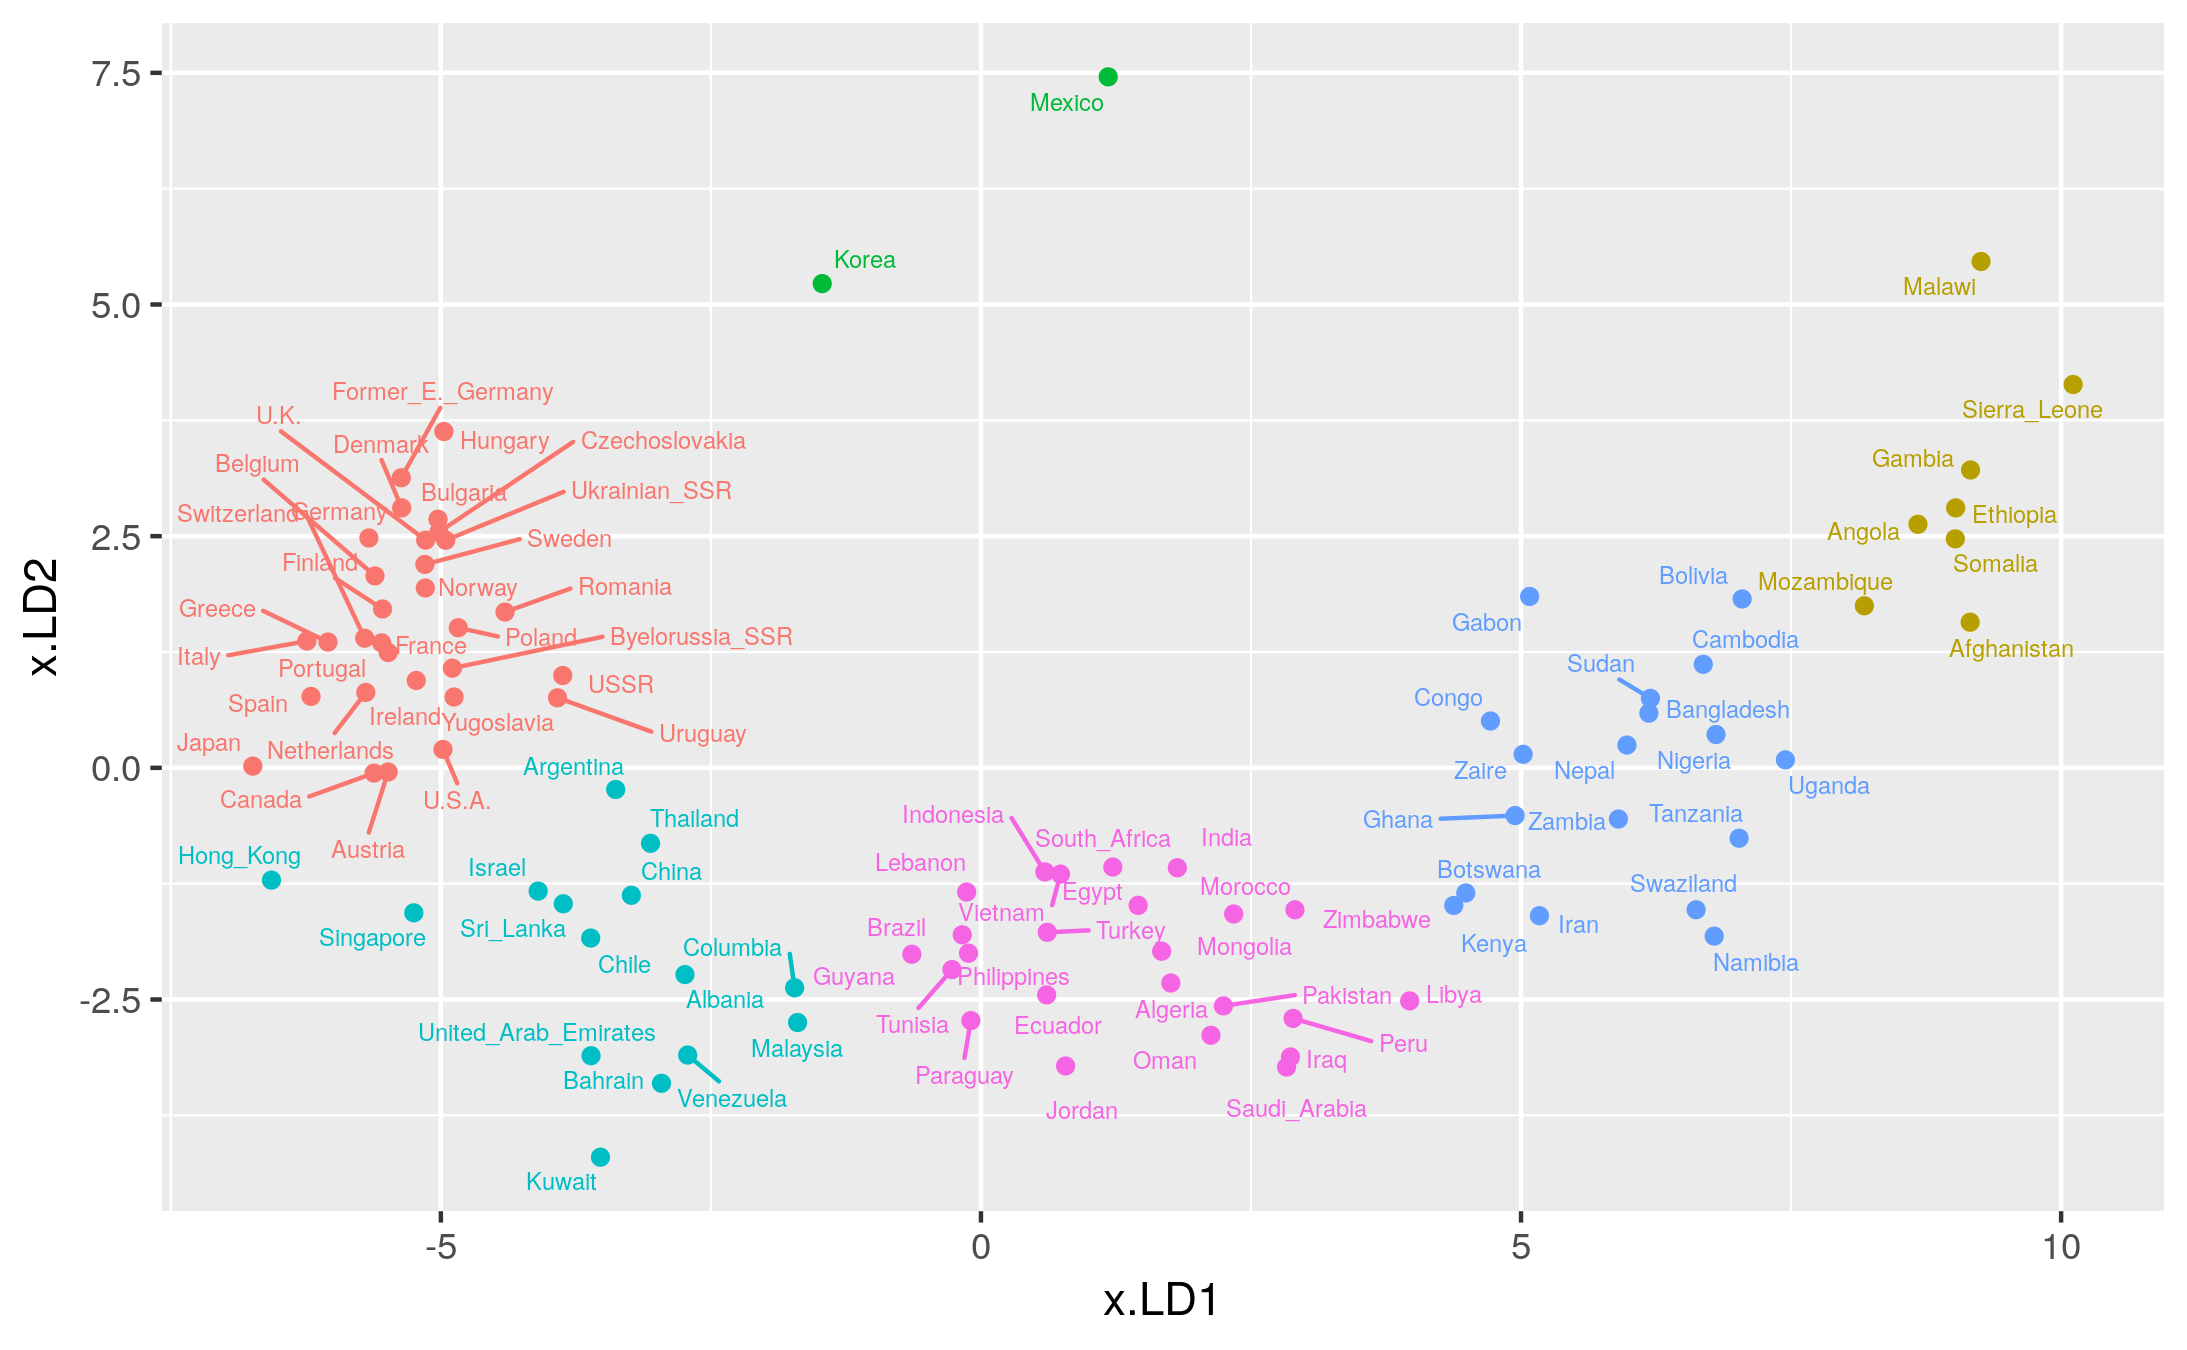 x.LD2
7.5
5.0
2.5
0.0
-2.5
Mexico
Korea
Malawi
Sierra_Leone
Former_E._Germany
U.K.
Denmark
Hungary
Czechoslovakia
Belgium
Gambia
Bulgaria
Ukrainian_SSR
Switzerland
Germany
Ethiopia
Angola
Sweden
Finland
Somalia
Norway
Romania
Bolivia
Mozambique
Greece
Gabon
Italy
France
Poland
Byelorussia_SSR
Cambodia
Afghanistan
Portugal
Sudan
Spain
USSR
Congo
Bangladesh
Ireland
Yugoslavia
Japan
Netherlands
Uruguay
Argentina
Zaire
Nepal
Nigeria
Uganda
Canada
U.S.A.
Thailand
Indonesia
Ghana
Zambia
Tanzania
Austria
South_Africa
India
Hong_Kong
Israel
China
Lebanon
Botswana
Egypt
Morocco
Swaziland
Singapore
Sri_Lanka
Brazil
Vietnam
Turkey
Zimbabwe
Iran
Columbia
Mongolia
Kenya
Chile
Guyana
Philippines
Namibia
Albania
Algeria
Pakistan
Libya
United_Arab_Emirates
Tunisia
Ecuador
Malaysia
Oman
Peru
Bahrain
Paraguay
Iraq
Venezuela
Jordan
Saudi_Arabia
Kuwait
-5
0
5
10
x.LD1